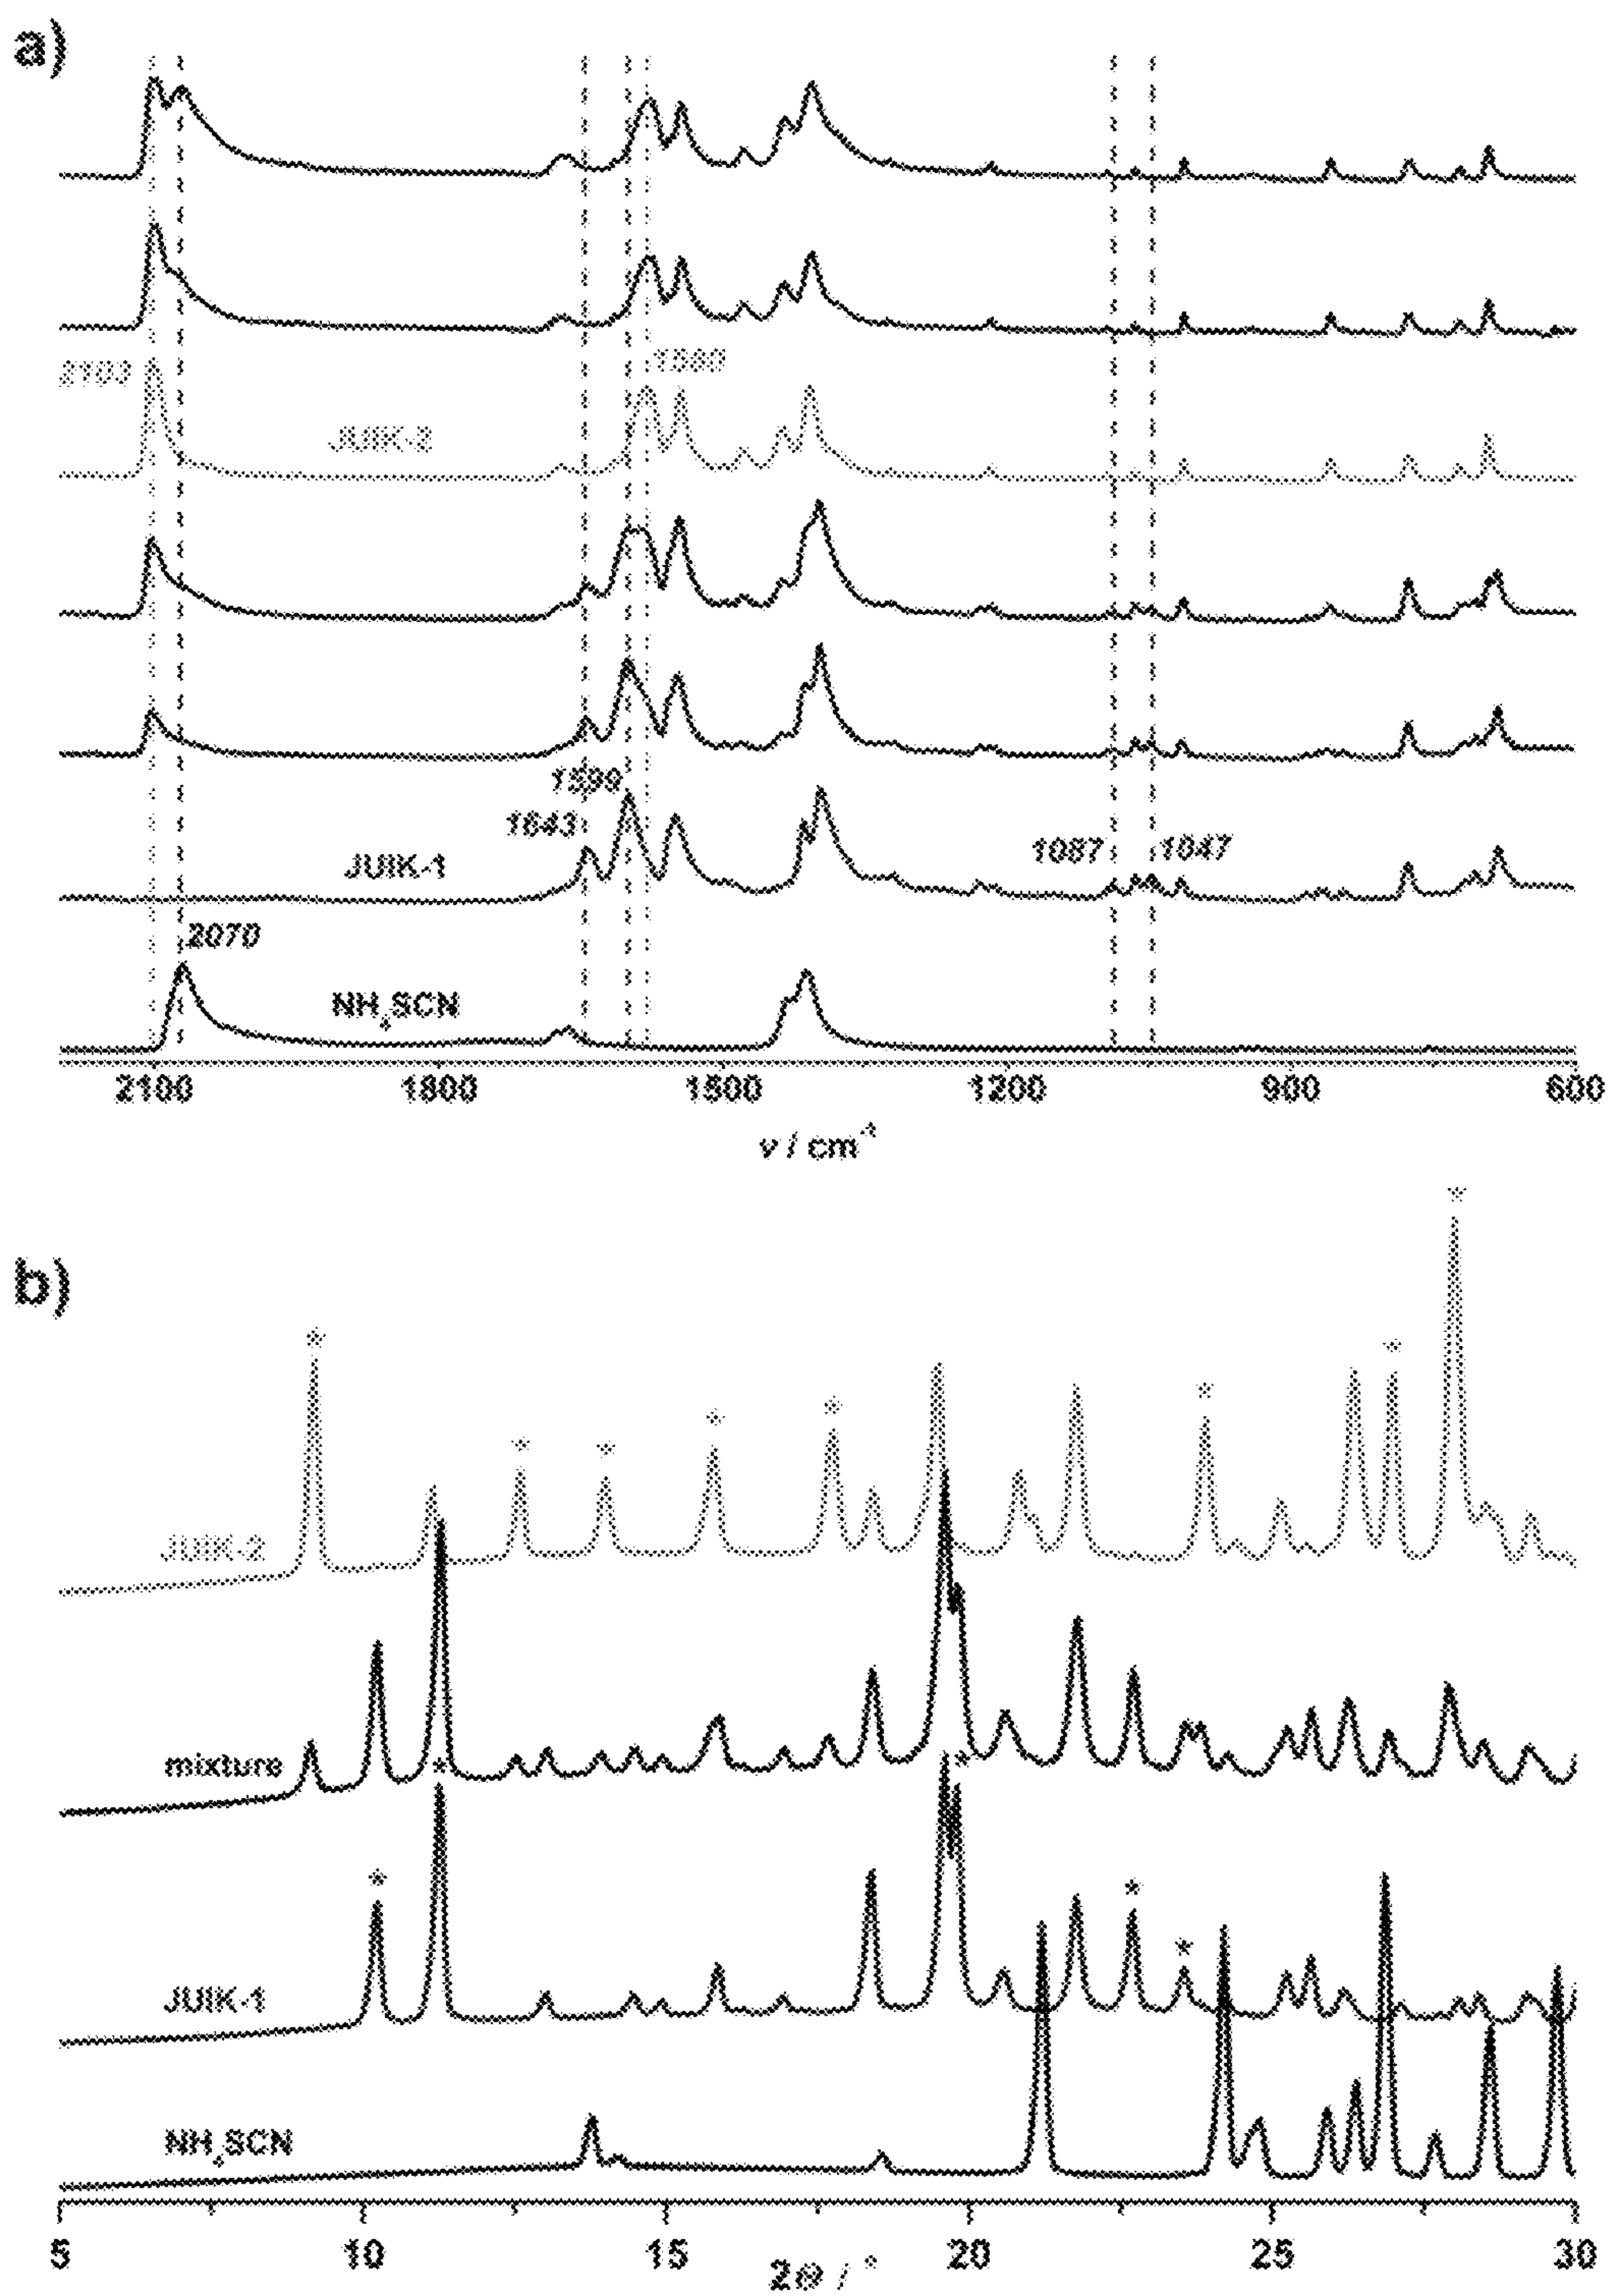 a)
2103
1580
JUIK-2
1599
1643
JUIK-1
1087
1047
2070
NH4SCN
2100 1800 1500 1200 900 600
ν / cm-1
b)
* * * * * * * * *
JUIK-2
mixture
* * * * *
JUIK-1
NH4SCN
5 10 15 20 25 30
2Θ / °